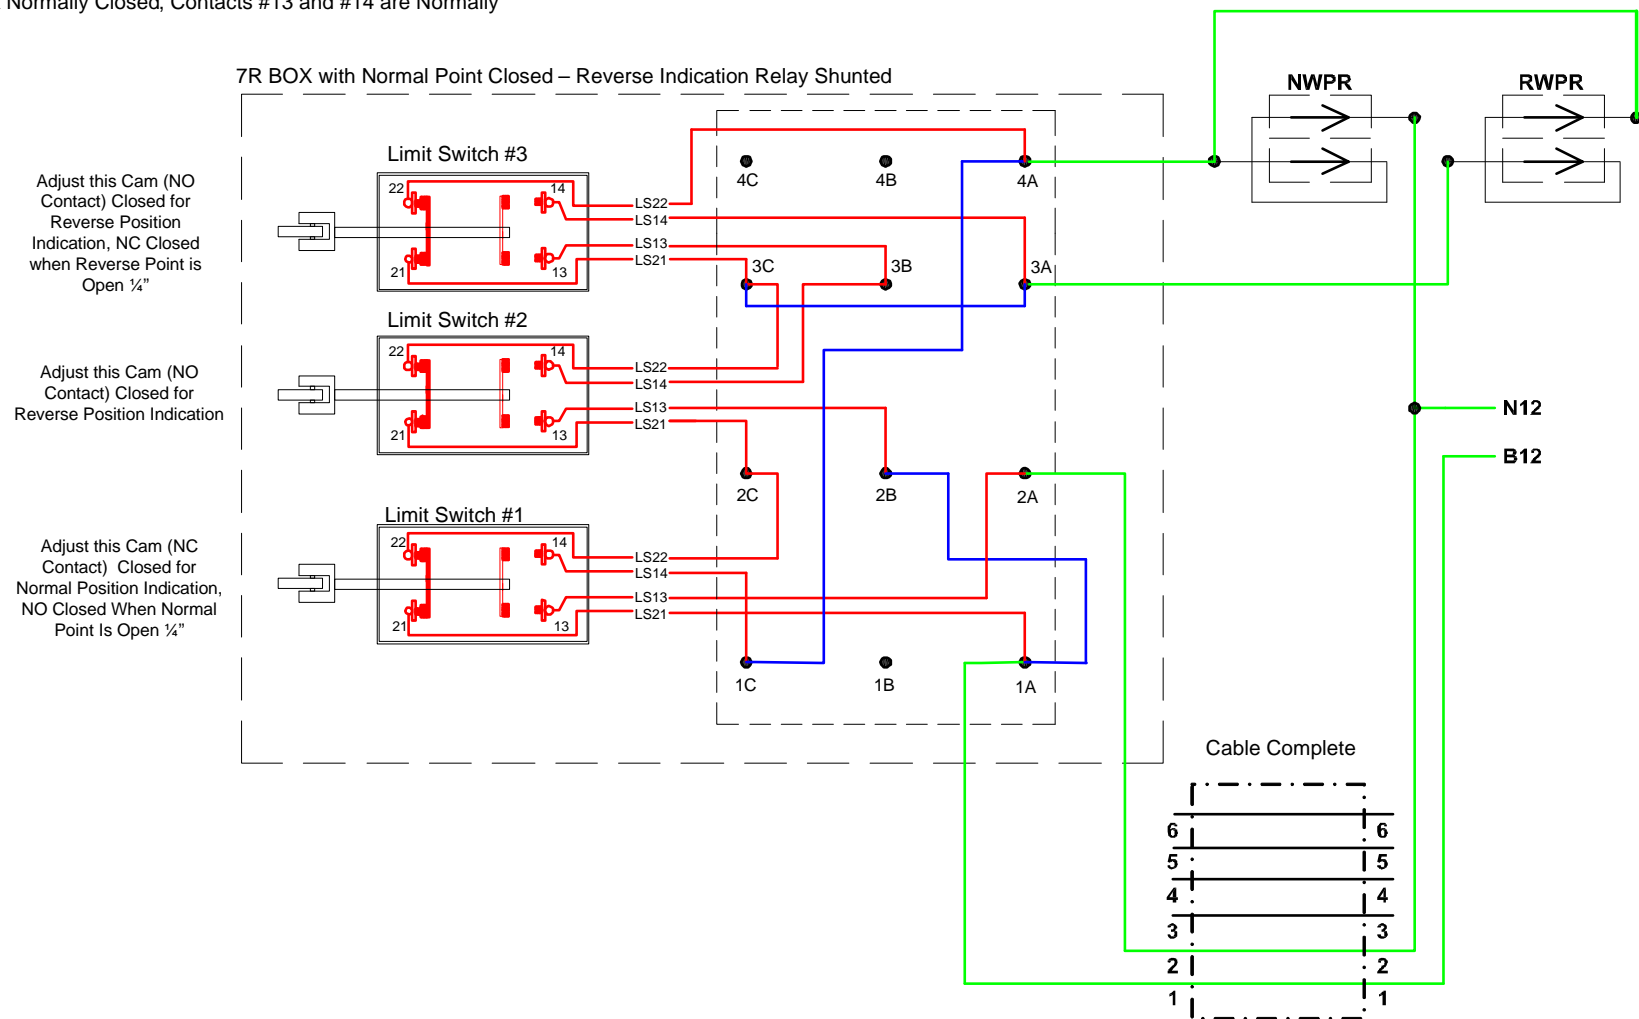 Normally Closed, Contacts #13 and #14 are Normally
7R BOX with Normal Point Closed – Reverse Indication Relay Shunted
NWPR
RWPR
Adjust this Cam (NO
Contact) Closed for
Reverse Position
Indication, NC Closed
when Reverse Point is
Open ¼”
Limit Switch #3
22
14
21
13
LS22
LS14
LS13
LS21
4C
4B
4A
3C
3B
3A
Adjust this Cam (NO
Contact) Closed for
Reverse Position Indication
Limit Switch #2
22
14
21
13
LS22
LS14
LS13
LS21
N12
B12
2C
2B
2A
Adjust this Cam (NC
Contact) Closed for
Normal Position Indication,
NO Closed When Normal
Point Is Open ¼”
Limit Switch #1
22
14
21
13
LS22
LS14
LS13
LS21
1C
1B
1A
Cable Complete
6
6
5
5
4
4
3
3
2
2
1
1